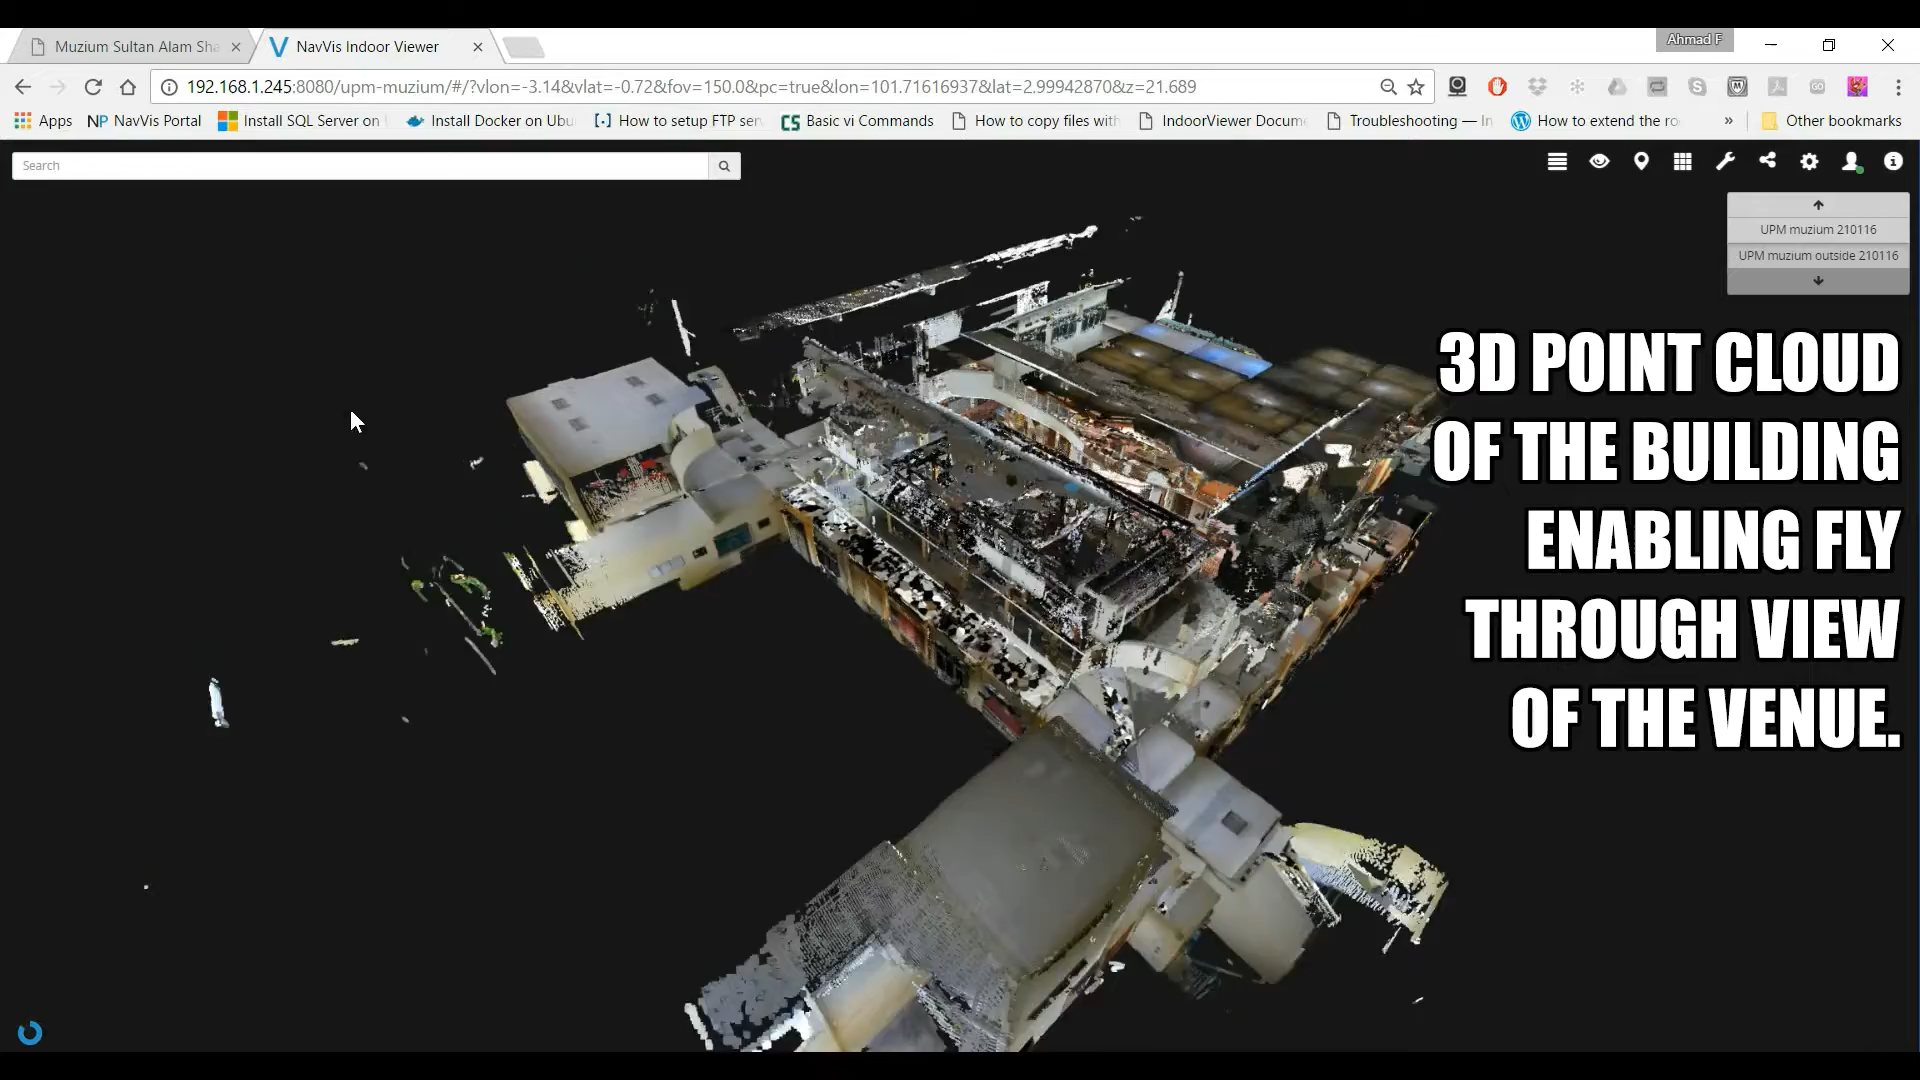 Muzium Sultan Alam Sha
NavVis Indoor Viewer
Ahmad F
192.168.1.245:8080/upm-muzium/#/?vlon=-3.14&vlat=-0.72&fov=150.0&pc=true&lon=101.71616937&lat=2.99942870&z=21.689
Apps NP NavVis Portal Install SQL Server on Install Docker on Ubu How to setup FTP ser CS Basic vi Commands How to copy files with IndoorViewer Docum Troubleshooting — In How to extend the ro » Other bookmarks
Search
UPM muzium 210116
UPM muzium outside 210116
3D POINT CLOUD
OF THE BUILDING
ENABLING FLY
THROUGH VIEW
OF THE VENUE.